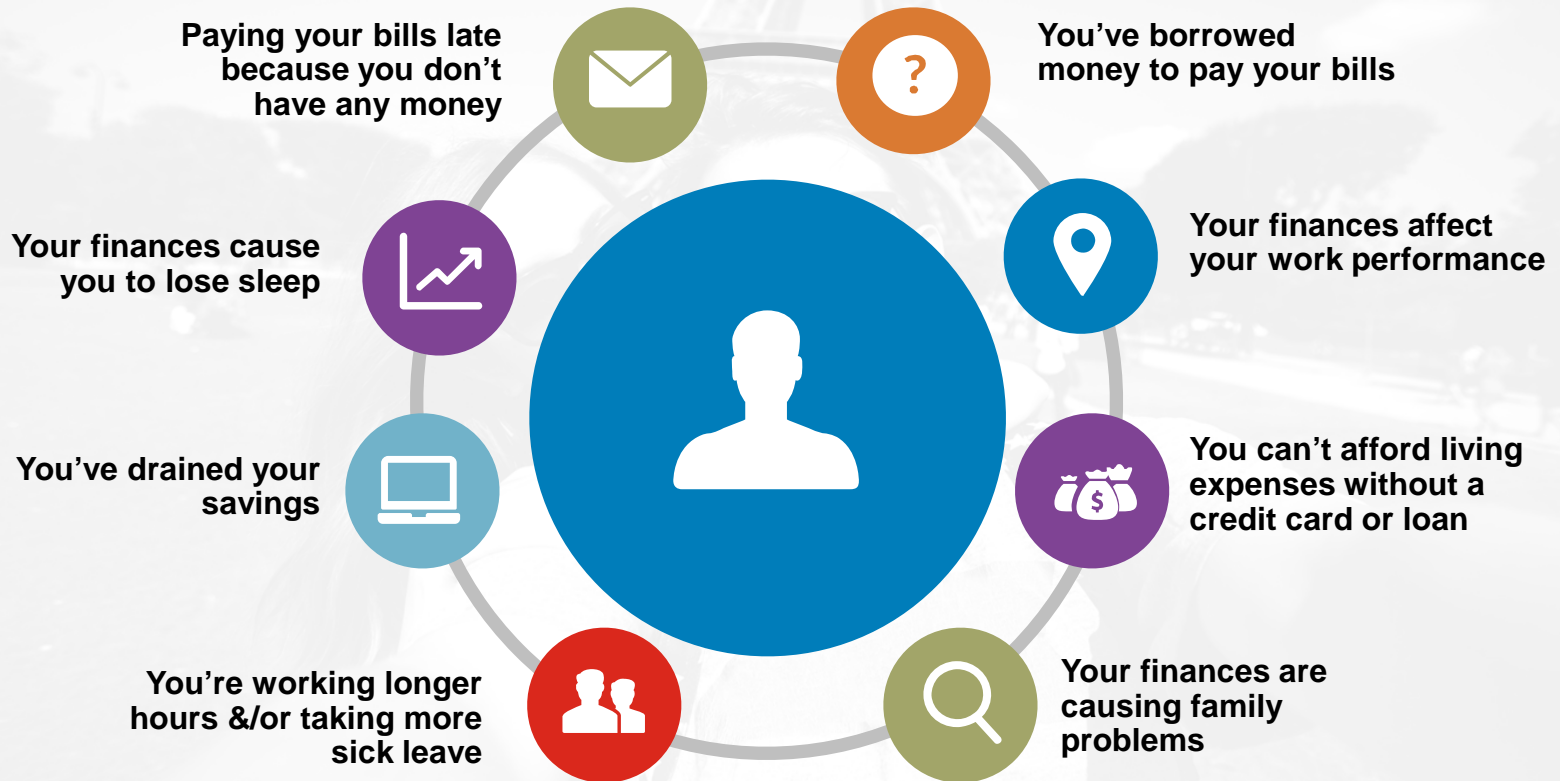 Paying your bills late
because you don't
have any money
?
You've borrowed
money to pay your bills
Your finances cause
you to lose sleep
Your finances affect
your work performance
You've drained your
savings
$
You can't afford living
expenses without a
credit card or loan
You're working longer
hours &/or taking more
sick leave
Your finances are
causing family
problems